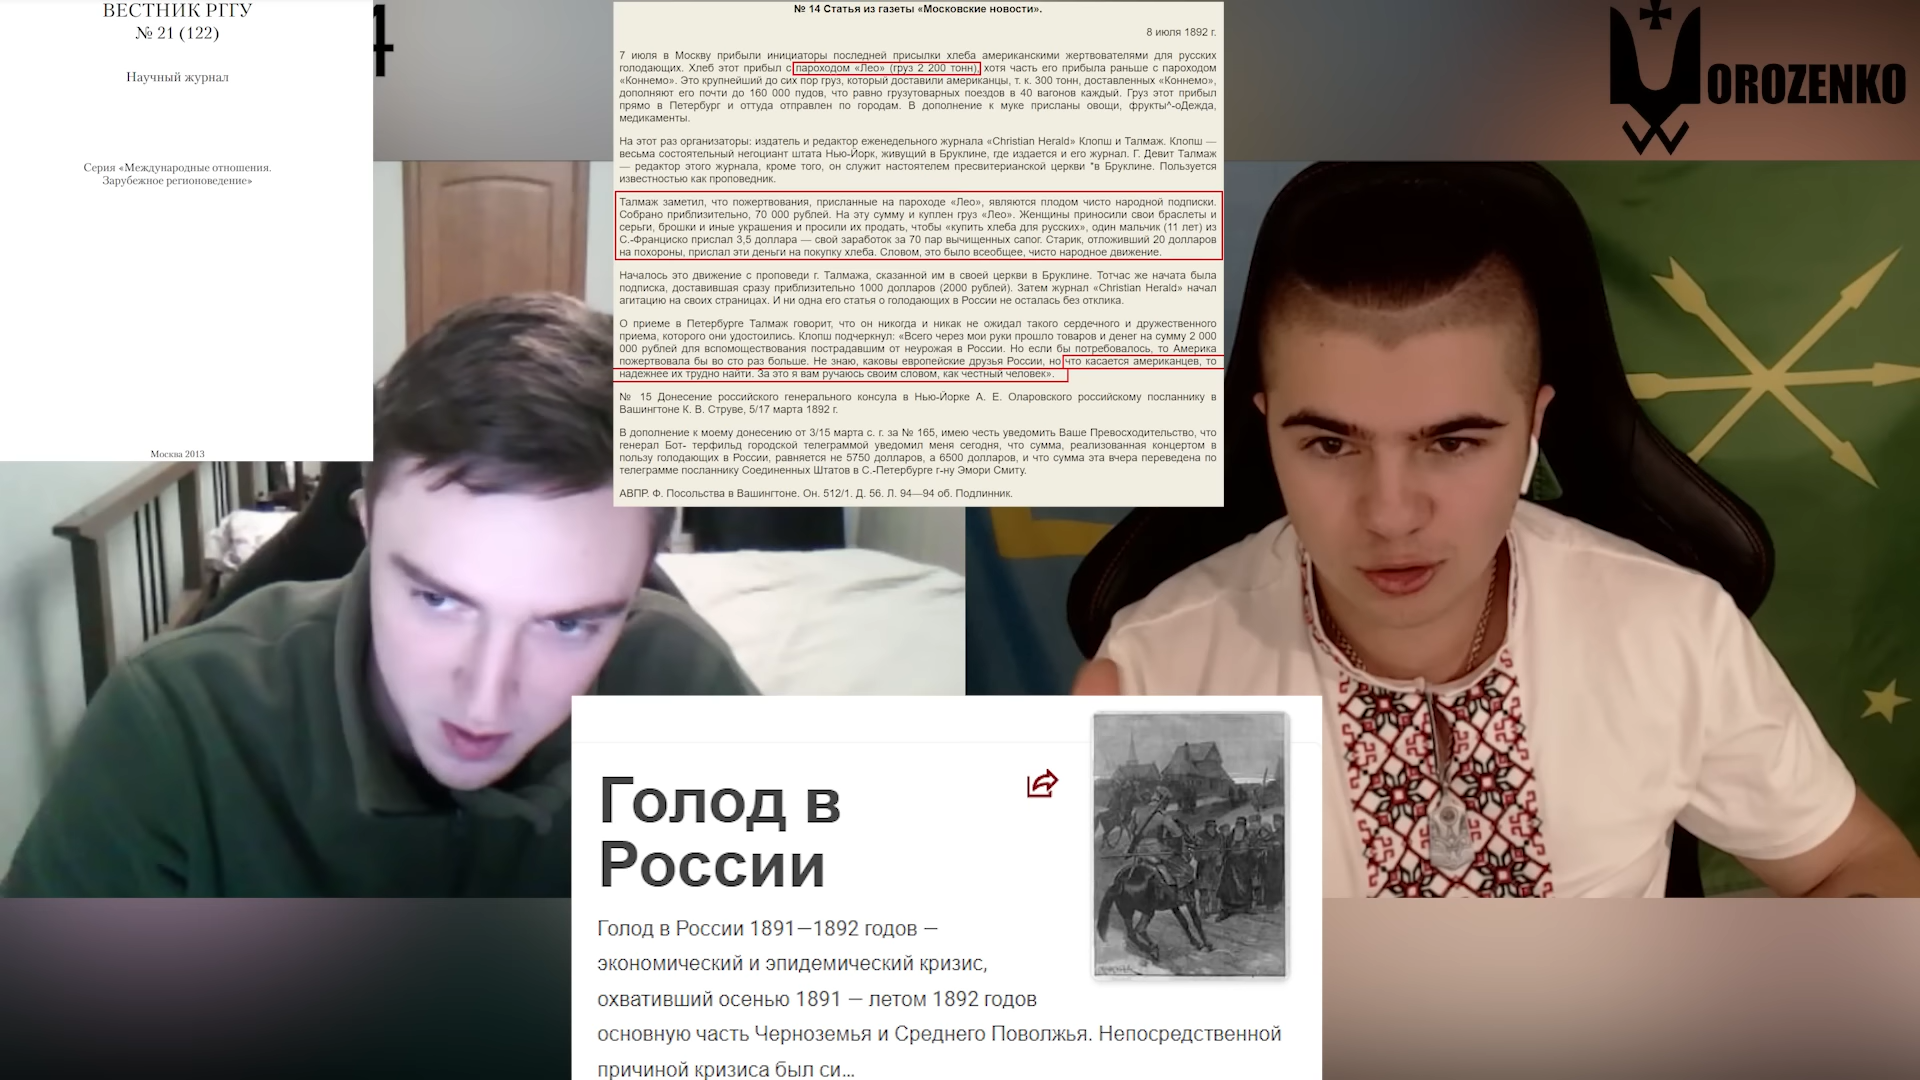 ВЕСТНИК РГГУ
№ 21 (122)
Научный журнал
Серия «Международные отношения.
Зарубежное регионоведение»
Москва 2013
4
№ 14 Статья из газеты «Московские новости».
8 июля 1892 г.
7 июля в Москву прибыли инициаторы последней присылки хлеба американскими жертвователями для русских
голодающих. Хлеб этот прибыл с пароходом «Лео» (груз 2 200 тонн), хотя часть его прибыла раньше с пароходом
«Коннемо». Это крупнейший до сих пор груз, который доставили американцы, т. к. 300 тонн, доставленных «Коннемо»,
дополняют его почти до 160 000 пудов, что равно грузутоварных поездов в 40 вагонов каждый. Груз этот прибыл
прямо в Петербург и оттуда отправлен по городам. В дополнение к муке присланы овощи, фрукты^-оДежда,
медикаменты.
На этот раз организаторы: издатель и редактор еженедельного журнала «Christian Herald» Клопш и Талмаж. Клопш —
весьма состоятельный негоциант штата Нью-Йорк, живущий в Бруклине, где издается и его журнал. Г. Девит Талмаж
— редактор этого журнала, кроме того, он служит настоятелем пресвитерианской церкви *в Бруклине. Пользуется
известностью как проповедник.
Талмаж заметил, что пожертвования, присланные на пароходе «Лео», являются плодом чисто народной подписки.
Собрано приблизительно, 70 000 рублей. На эту сумму и куплен груз «Лео». Женщины приносили свои браслеты и
серьги, брошки и иные украшения и просили их продать, чтобы «купить хлеба для русских», один мальчик (11 лет) из
С.-Франциско прислал 3,5 доллара — свой заработок за 70 пар вычищенных сапог. Старик, отложивший 20 долларов
на похороны, прислал эти деньги на покупку хлеба. Словом, это было всеобщее, чисто народное движение.
Началось это движение с проповеди г. Талмажа, сказанной им в своей церкви в Бруклине. Тотчас же начата была
подписка, доставившая сразу приблизительно 1000 долларов (2000 рублей). Затем журнал «Christian Herald» начал
агитацию на своих страницах. И ни одна его статья о голодающих в России не осталась без отклика.
О приеме в Петербурге Талмаж говорит, что он никогда и никак не ожидал такого сердечного и дружественного
приема, которого они удостоились. Клопш подчеркнул: «Всего через мои руки прошло товаров и денег на сумму 2 000
000 рублей для вспомоществования пострадавшим от неурожая в России. Но если бы потребовалось, то Америка
пожертвовала бы во сто раз больше. Не знаю, каковы европейские друзья России, но что касается американцев, то
надежнее их трудно найти. За это я вам ручаюсь своим словом, как честный человек».
№ 15 Донесение российского генерального консула в Нью-Йорке А. Е. Оларовского российскому посланнику в
Вашингтоне К. В. Струве, 5/17 марта 1892 г.
В дополнение к моему донесению от 3/15 марта с. г. за № 165, имею честь уведомить Ваше Превосходительство, что
генерал Бот- терфильд городской телеграммой уведомил меня сегодня, что сумма, реализованная концертом в
пользу голодающих в России, равняется не 5750 долларов, а 6500 долларов, и что сумма эта вчера переведена по
телеграмме посланнику Соединенных Штатов в С.-Петербурге г-ну Эмори Смиту.
АВПР. Ф. Посольства в Вашингтоне. Он. 512/1. Д. 56. Л. 94—94 об. Подлинник.
OROZENKO
Голод в
России
Голод в России 1891—1892 годов —
экономический и эпидемический кризис,
охвативший осенью 1891 — летом 1892 годов
основную часть Черноземья и Среднего Поволжья. Непосредственной
причиной кризиса был си...